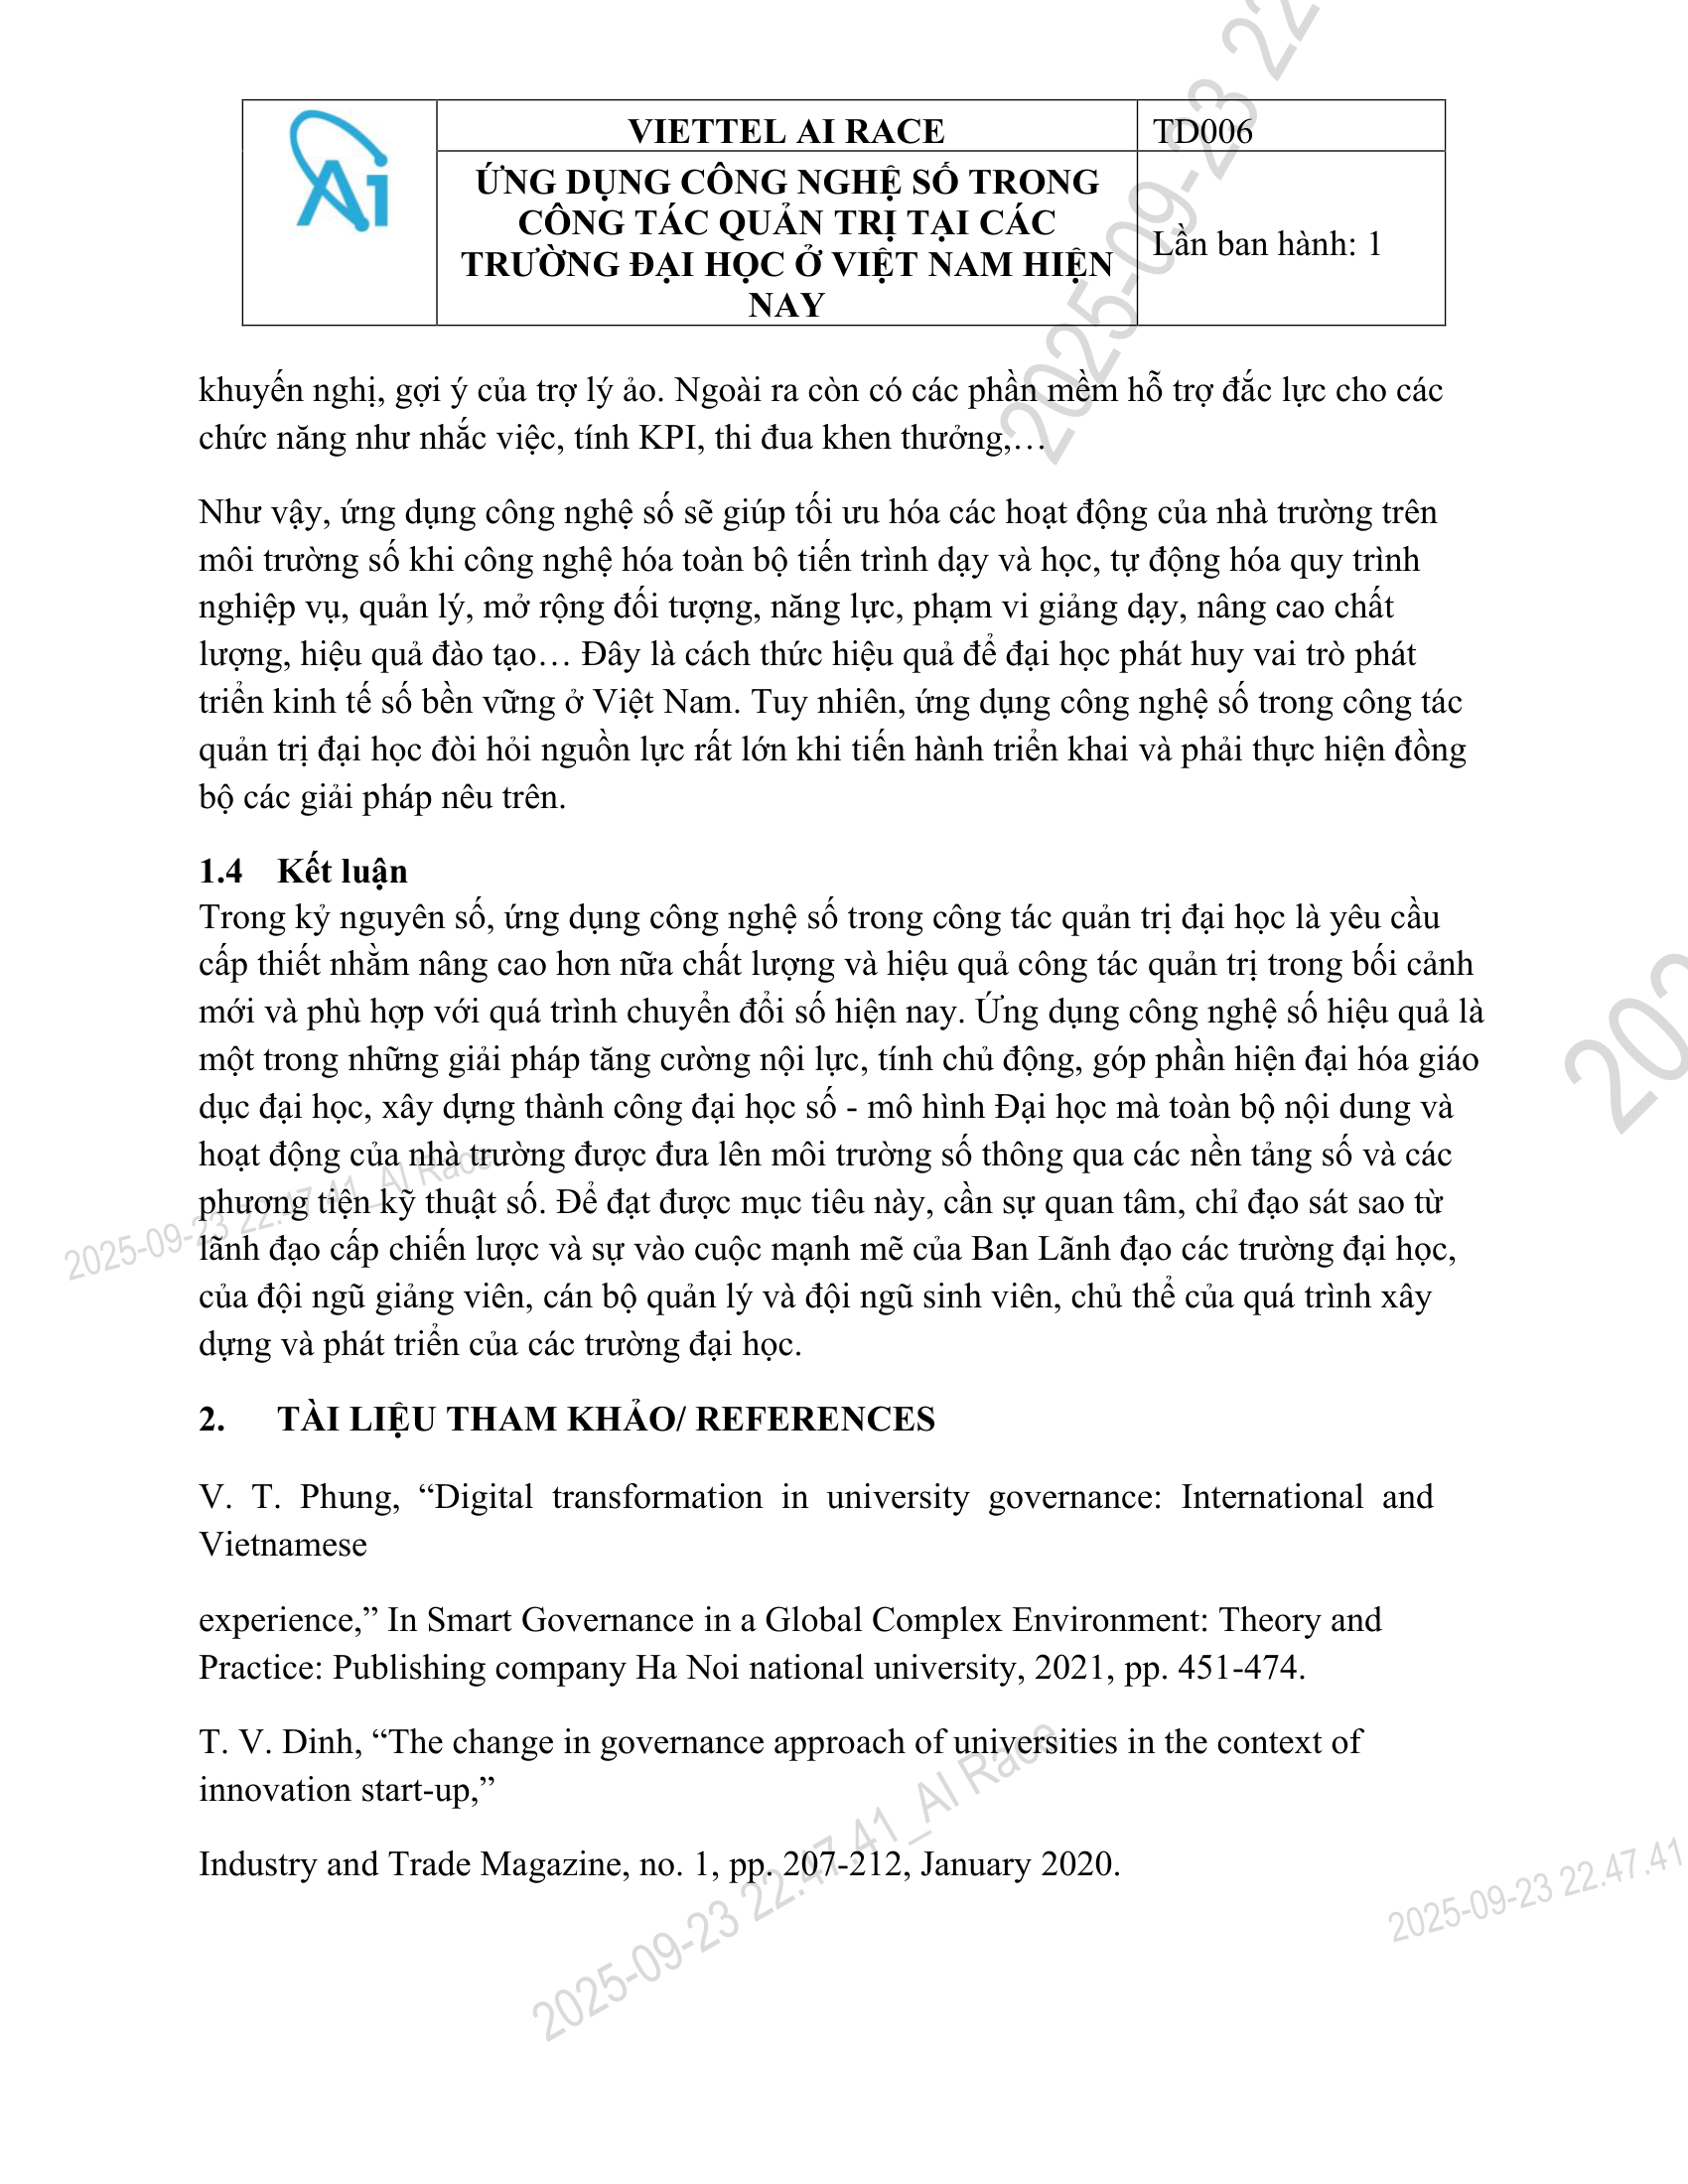 Ai
VIETTEL AI RACE
TD006
ỨNG DỤNG CÔNG NGHỆ SỐ TRONG
CÔNG TÁC QUẢN TRỊ TẠI CÁC
TRƯỜNG ĐẠI HỌC Ở VIỆT NAM HIỆN
NAY
Lần ban hành: 1
khuyến nghị, gợi ý của trợ lý ảo. Ngoài ra còn có các phần mềm hỗ trợ đắc lực cho các
chức năng như nhắc việc, tính KPI, thi đua khen thưởng,…
Như vậy, ứng dụng công nghệ số sẽ giúp tối ưu hóa các hoạt động của nhà trường trên
môi trường số khi công nghệ hóa toàn bộ tiến trình dạy và học, tự động hóa quy trình
nghiệp vụ, quản lý, mở rộng đối tượng, năng lực, phạm vi giảng dạy, nâng cao chất
lượng, hiệu quả đào tạo… Đây là cách thức hiệu quả để đại học phát huy vai trò phát
triển kinh tế số bền vững ở Việt Nam. Tuy nhiên, ứng dụng công nghệ số trong công tác
quản trị đại học đòi hỏi nguồn lực rất lớn khi tiến hành triển khai và phải thực hiện đồng
bộ các giải pháp nêu trên.
1.4 Kết luận
Trong kỷ nguyên số, ứng dụng công nghệ số trong công tác quản trị đại học là yêu cầu
cấp thiết nhằm nâng cao hơn nữa chất lượng và hiệu quả công tác quản trị trong bối cảnh
mới và phù hợp với quá trình chuyển đổi số hiện nay. Ứng dụng công nghệ số hiệu quả là
một trong những giải pháp tăng cường nội lực, tính chủ động, góp phần hiện đại hóa giáo
dục đại học, xây dựng thành công đại học số - mô hình Đại học mà toàn bộ nội dung và
hoạt động của nhà trường được đưa lên môi trường số thông qua các nền tảng số và các
phương tiện kỹ thuật số. Để đạt được mục tiêu này, cần sự quan tâm, chỉ đạo sát sao từ
lãnh đạo cấp chiến lược và sự vào cuộc mạnh mẽ của Ban Lãnh đạo các trường đại học,
của đội ngũ giảng viên, cán bộ quản lý và đội ngũ sinh viên, chủ thể của quá trình xây
dựng và phát triển của các trường đại học.
2. TÀI LIỆU THAM KHẢO/ REFERENCES
V. T. Phung, “Digital transformation in university governance: International and
Vietnamese
experience,” In Smart Governance in a Global Complex Environment: Theory and
Practice: Publishing company Ha Noi national university, 2021, pp. 451-474.
T. V. Dinh, “The change in governance approach of universities in the context of
innovation start-up,”
Industry and Trade Magazine, no. 1, pp. 207-212, January 2020.
2025-09-23 22
202
2025-09-23 22.47.41_AI Race
2025-09-23 22.47.41_AI Race
2025-09-23 22.47.41